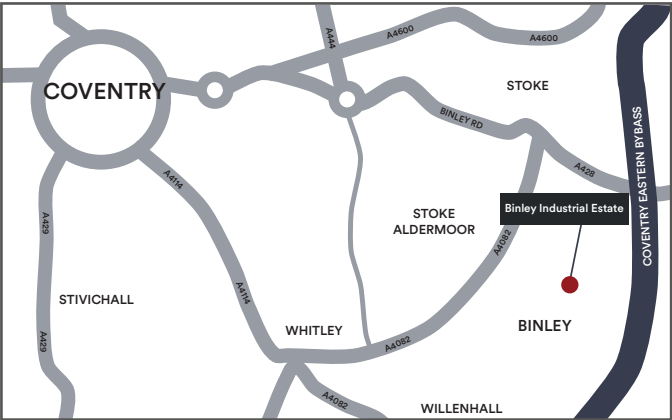 A444
A4600
A4600
COVENTRY
STOKE
BINLEY RD
COVENTRY EASTERN BYBASS
A428
A4114
Binley Industrial Estate
A429
STOKE
ALDERMOOR
A4082
A4114
STIVICHALL
BINLEY
WHITLEY
A429
A4082
A4082
WILLENHALL